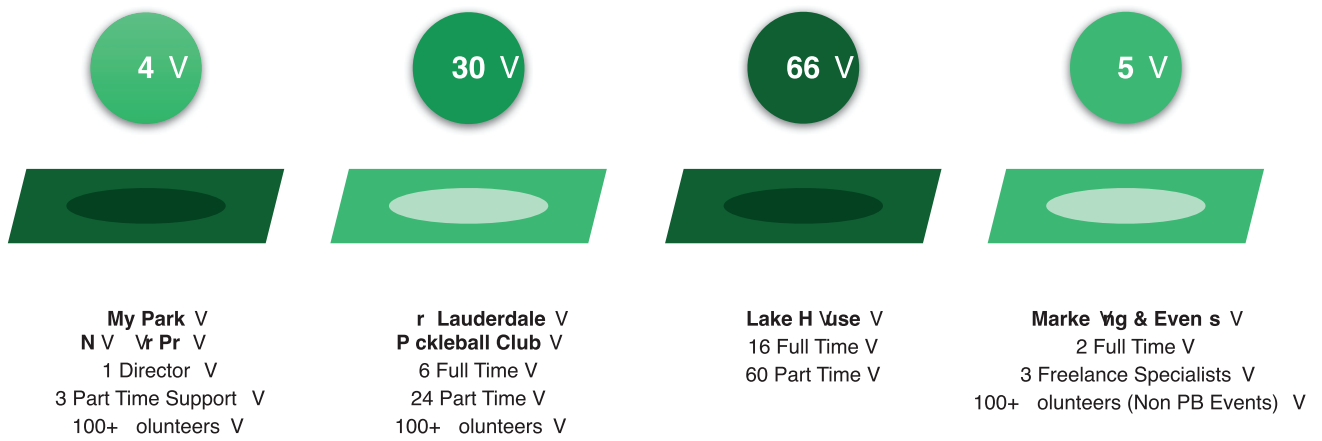 4 V
30 V
66 V
5 V
My Park V
N V Vr Pr V
1 Director V
3 Part Time Support V
100+ olunteers V
r Lauderdale V
P ckleball Club V
6 Full Time V
24 Part Time V
100+ olunteers V
Lake H Vuse V
16 Full Time V
60 Part Time V
Marke Ving & Even s V
2 Full Time V
3 Freelance Specialists V
100+ olunteers (Non PB Events) V